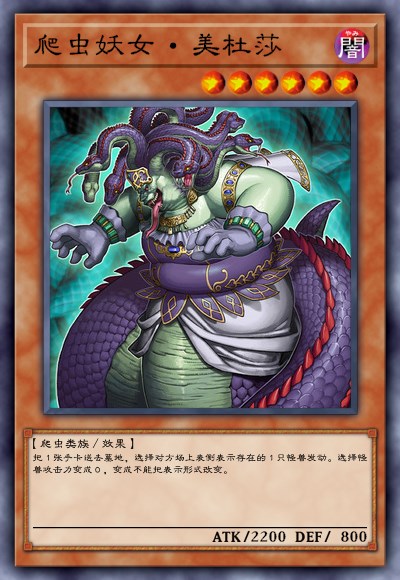 爬虫妖女・美杜莎
やみ
闇
【爬虫类族／效果】
把１张手卡送去墓地，选择对方场上表侧表示存在的１只怪兽发动。选择怪
兽攻击力变成０，变成不能把表示形式改变。
ATK/2200 DEF/ 800